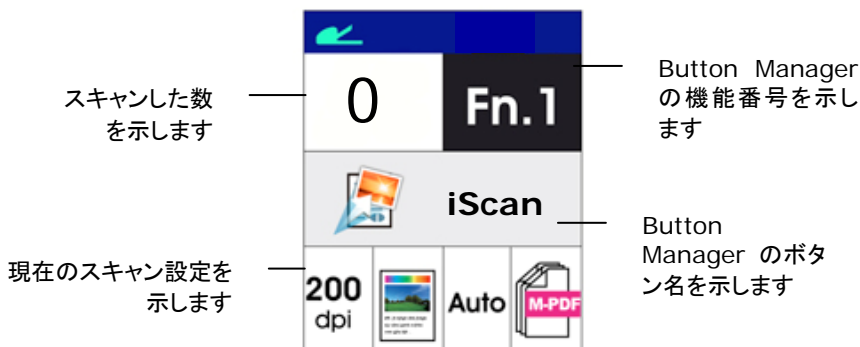 スキャンした数
を示します
0
Fn.1
Button Manager
の機能番号を示し
ます
iScan
Button
Manager のボタ
ン名を示します
現在のスキャン設定を
示します
200
dpi
Auto
M-PDF